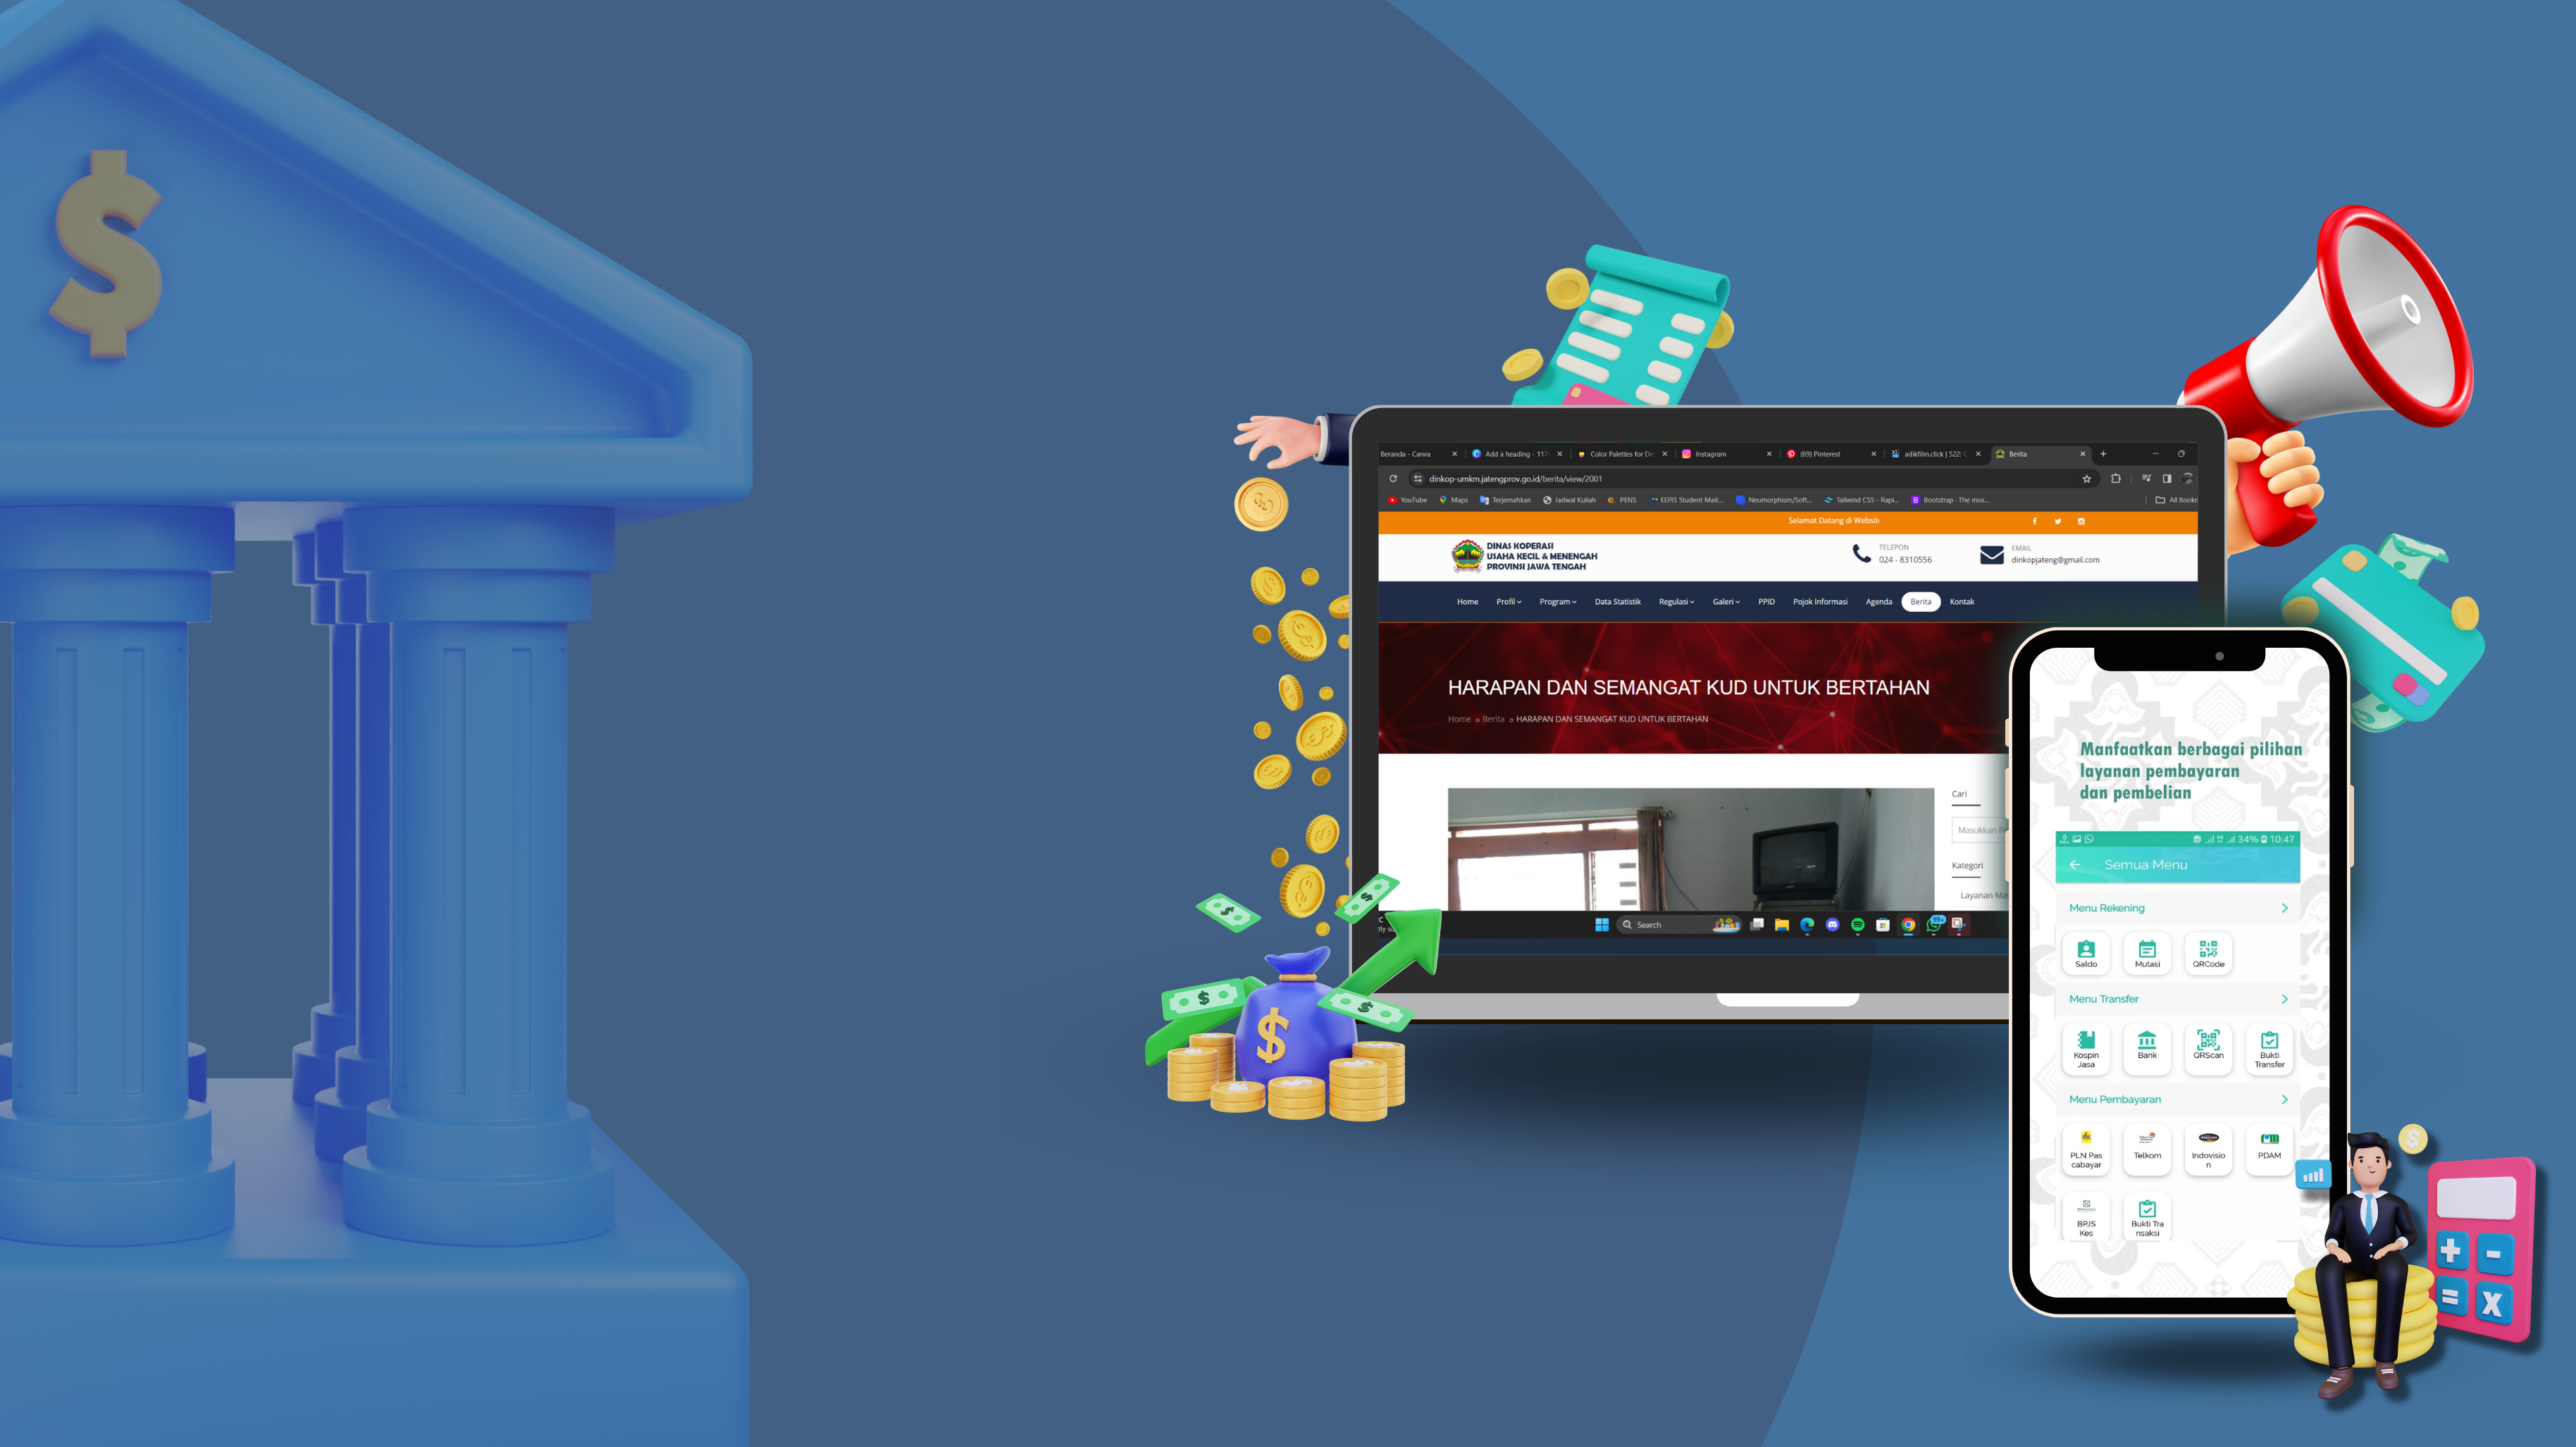 $
Beranda - Canva
Add a heading - 117
Color Palettes for De
Instagram
(69) Pinterest
adikfilm.click | 522: C
Berita
dinkop-umkm.jatengprov.go.id/berita/view/2001
YouTube
Maps
Terjemahkan
Jadwal Kuliah
PENS
EEPIS Student Mail:...
Neumorphism/Soft...
Tailwind CSS - Rapi...
Bootstrap - The mos...
All Bookm
Selamat Datang di Websit
DINAS KOPERASI
USAHA KECIL & MENENGAH
PROVINSI JAWA TENGAH
TELEPON
024 - 8310556
EMAIL
dinkopjateng@gmail.com
Home Profil Program Data Statistik Regulasi Galeri PPID Pojok Informasi Agenda Berita Kontak
HARAPAN DAN SEMANGAT KUD UNTUK BERTAHAN
Home Berita HARAPAN DAN SEMANGAT KUD UNTUK BERTAHAN
Cari
Masukkan
Kategori
Layanan
Search
99+
$
Manfaatkan berbagai pilihan
layanan pembayaran
dan pembelian
34% 10:47
Semua Menu
Menu Rekening
Saldo
Mutasi
QRCode
Menu Transfer
Kospin
Jasa
Bank
QRScan
Bukti
Transfer
Menu Pembayaran
PLN Pas
cabayar
Telkom
Indovisio
n
PDAM
BPJS
Kes
Bukti Tra
nsaksi
+ -
= X